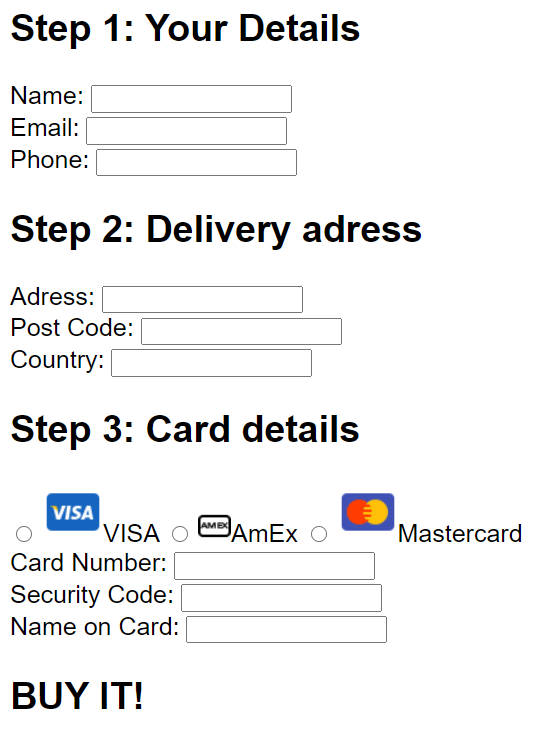 Step 1: Your Details
Name:
Email:
Phone:
Step 2: Delivery adress
Adress:
Post Code:
Country:
Step 3: Card details
VISA VISA AMEX AmEx Mastercard
Card Number:
Security Code:
Name on Card:
BUY IT!